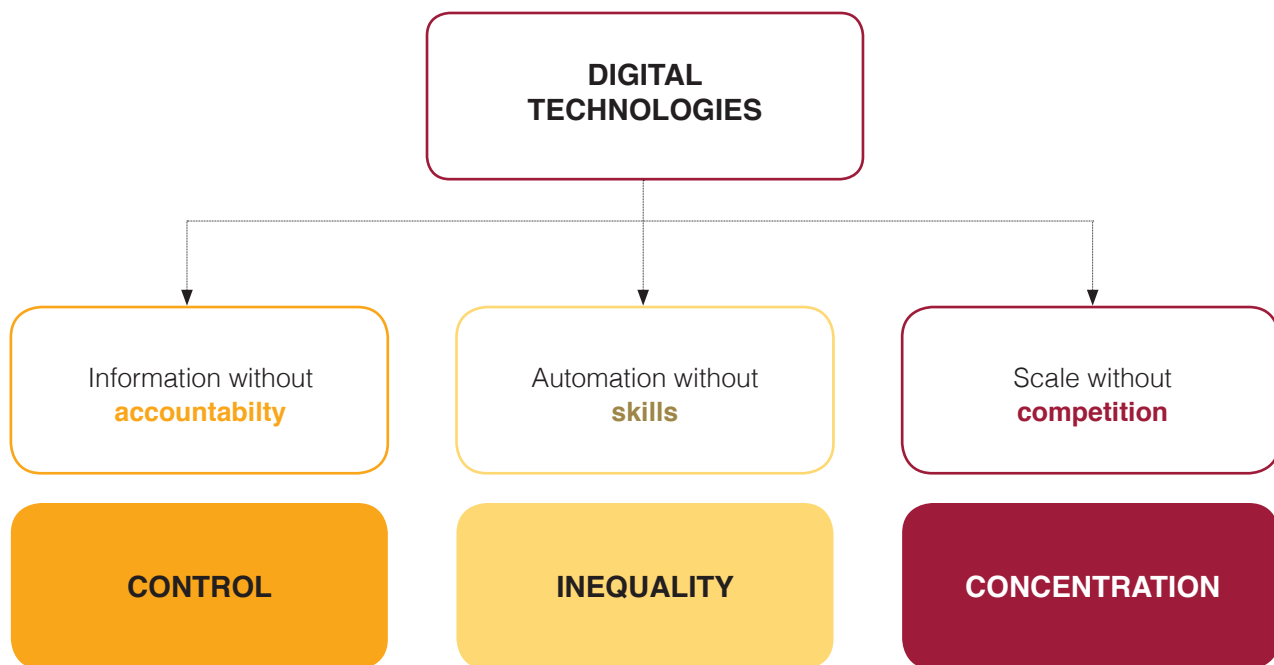 DIGITAL
TECHNOLOGIES
Information without
accountabilty
Automation without
skills
Scale without
competition
CONTROL
INEQUALITY
CONCENTRATION